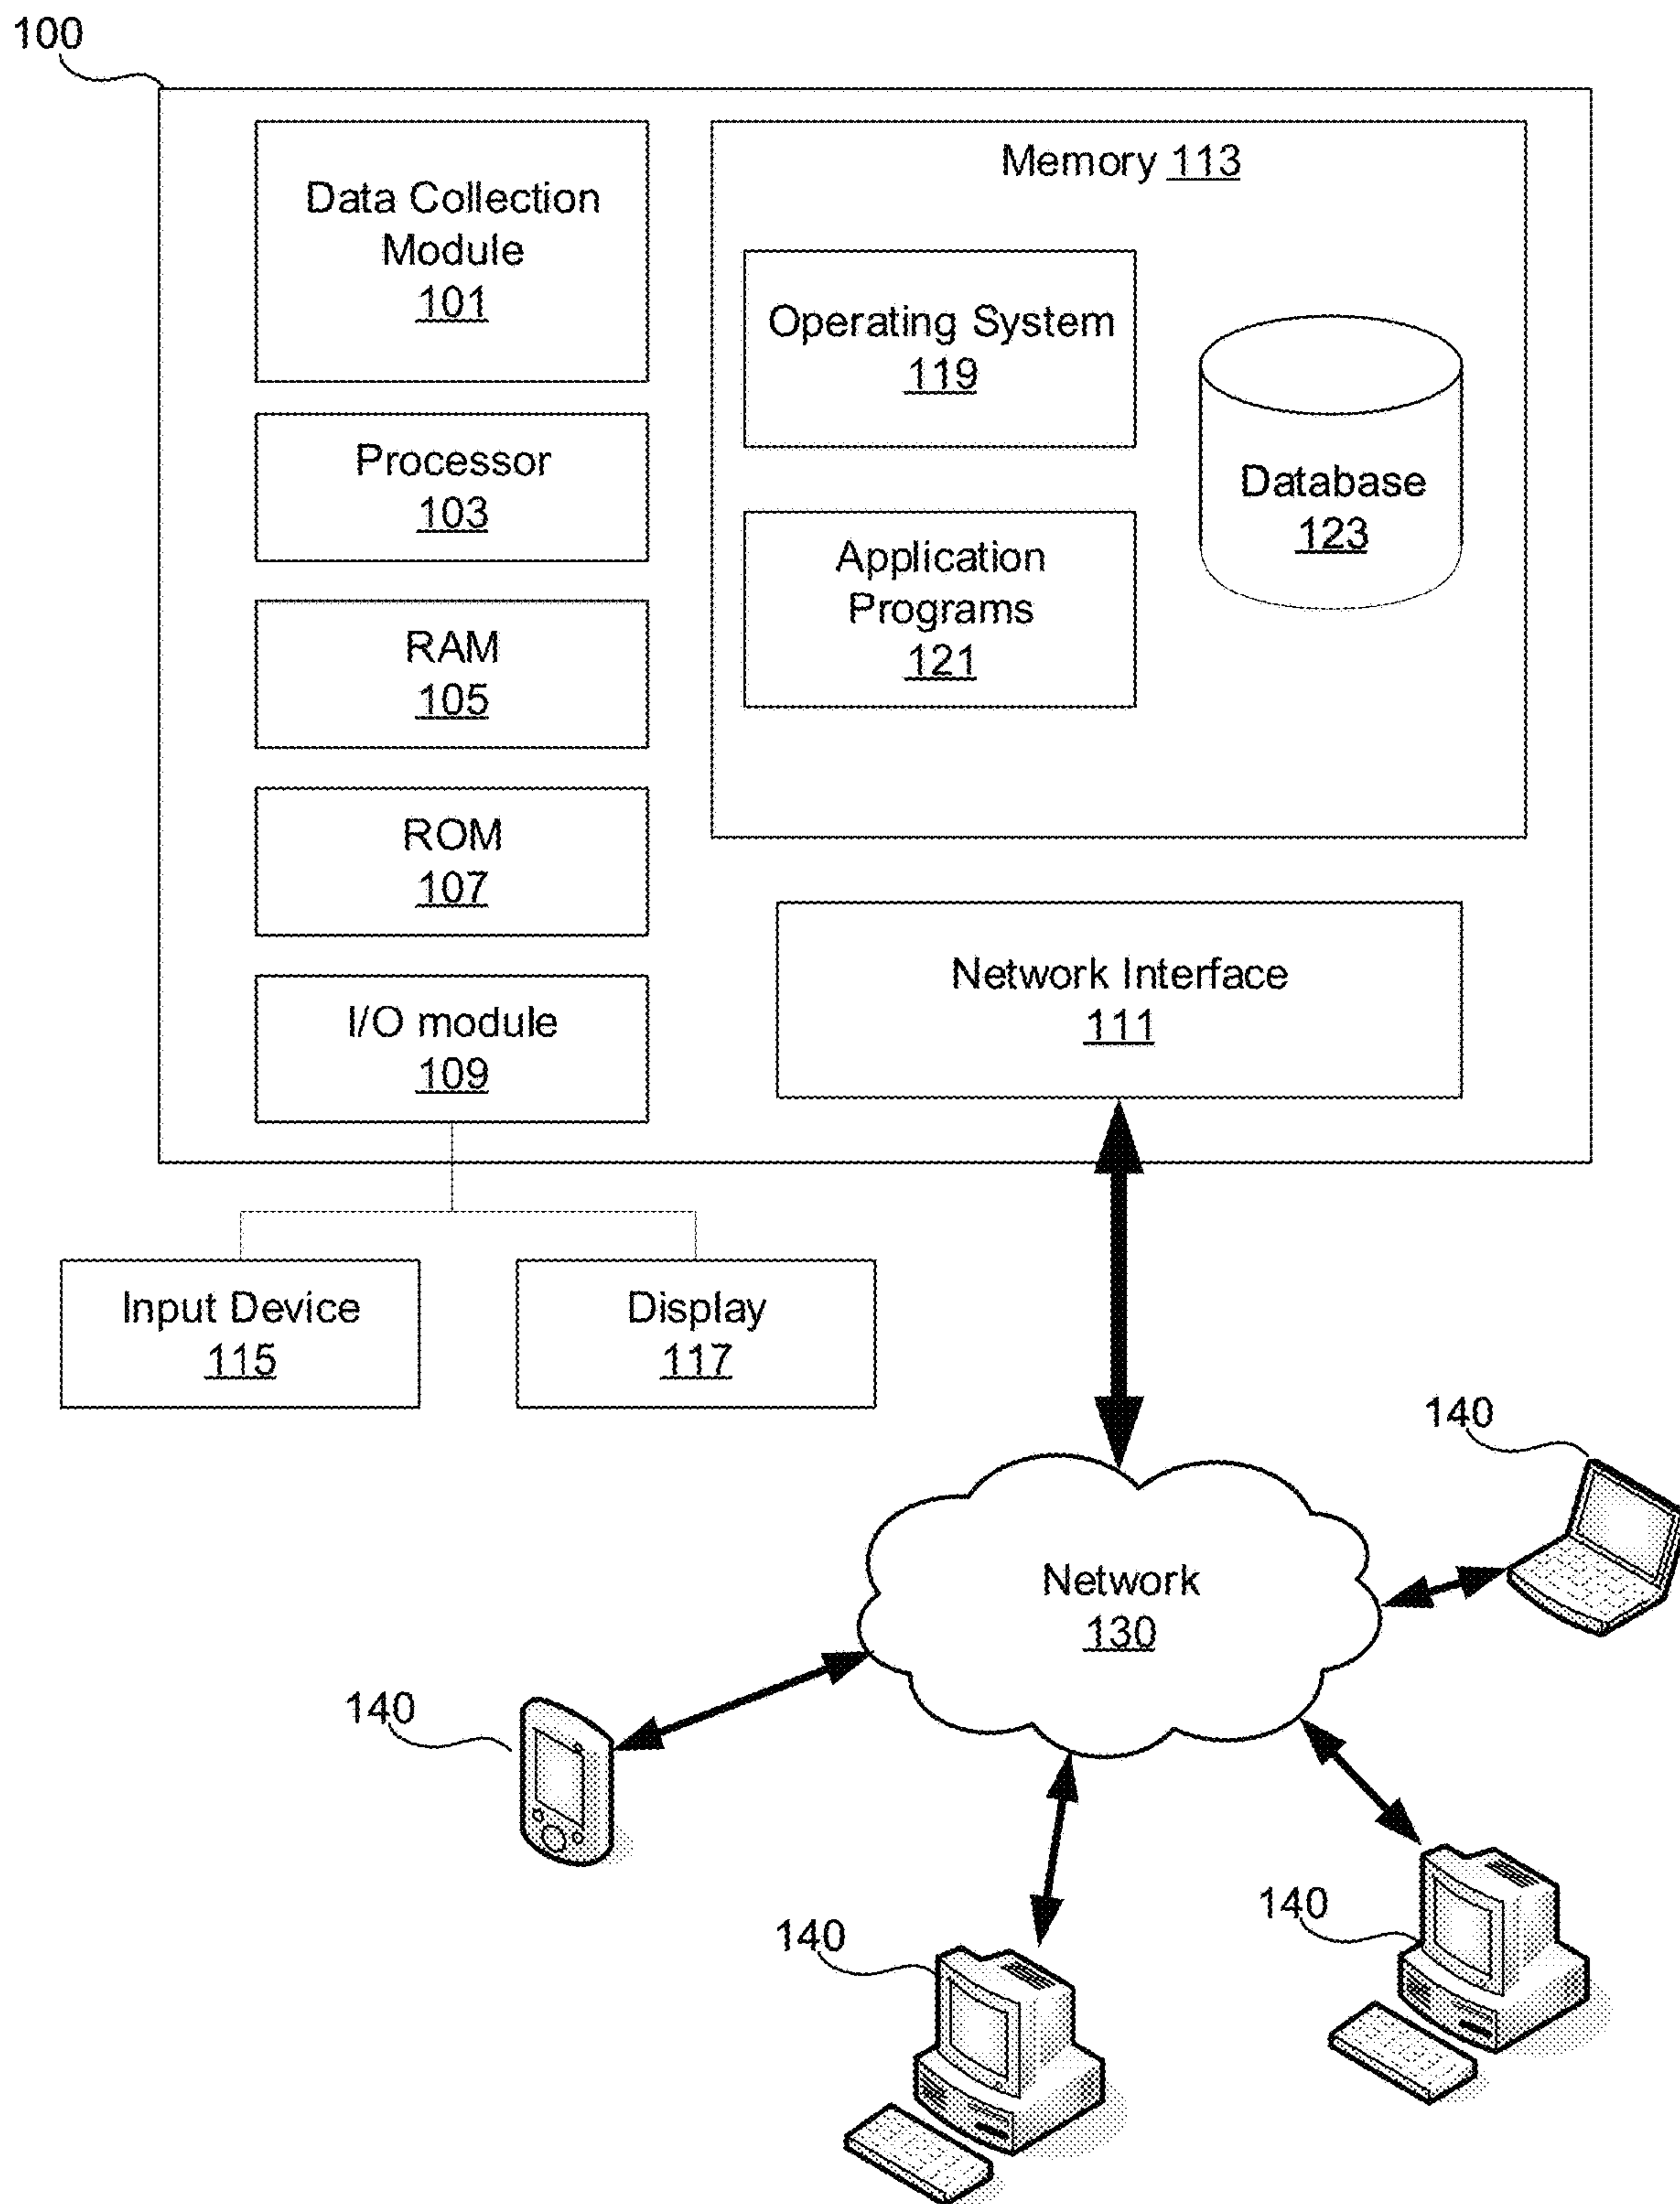 100
Data Collection
Module
101
Processor
103
RAM
105
ROM
107
I/O module
109
Memory 113
Operating System
119
Application
Programs
121
Database
123
Network Interface
111
Input Device
115
Display
117
Network
130
140
140
140
140